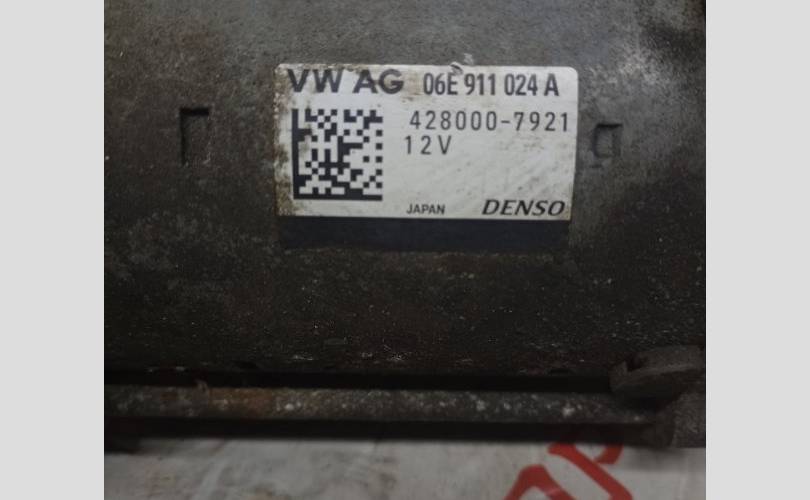 VW AG 06E 911 024 A
428000-7921
12V
JAPAN DENSO